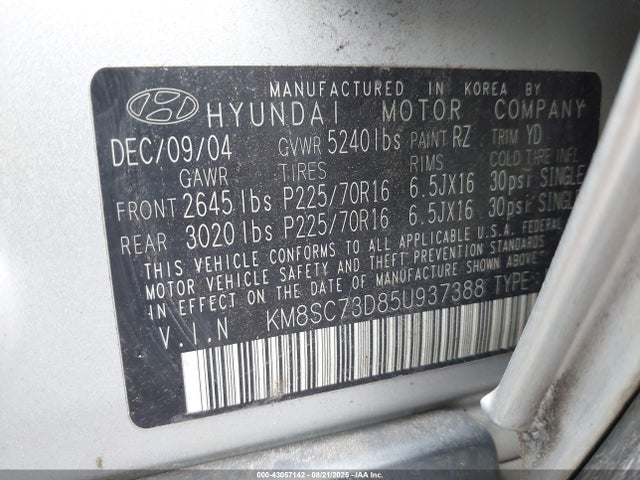 MANUFACTURED IN KOREA BY
HYUNDAI MOTOR COMPANY
DEC/09/04 GVWR 5240lbs PAINT RZ TRIM YD
GAWR TIRES RIMS COLD TIRE INFL
FRONT 2645lbs P225/70R16 6.5JX16 30psi SINGLE
REAR 3020lbs P225/70R16 6.5JX16 30psi SINGLE
THIS VEHICLE CONFORMS TO ALL APPLICABLE U.S.A. FEDERAL
MOTOR VEHICLE SAFETY AND THEFT PREVENTION STANDARDS
IN EFFECT ON THE DATE OF MANUFACTURE SHOWN ABOVE.
V.I.N KM8SC73D85U937388 TYPE:
000-43057142 - 08/21/2025 - IAA Inc.